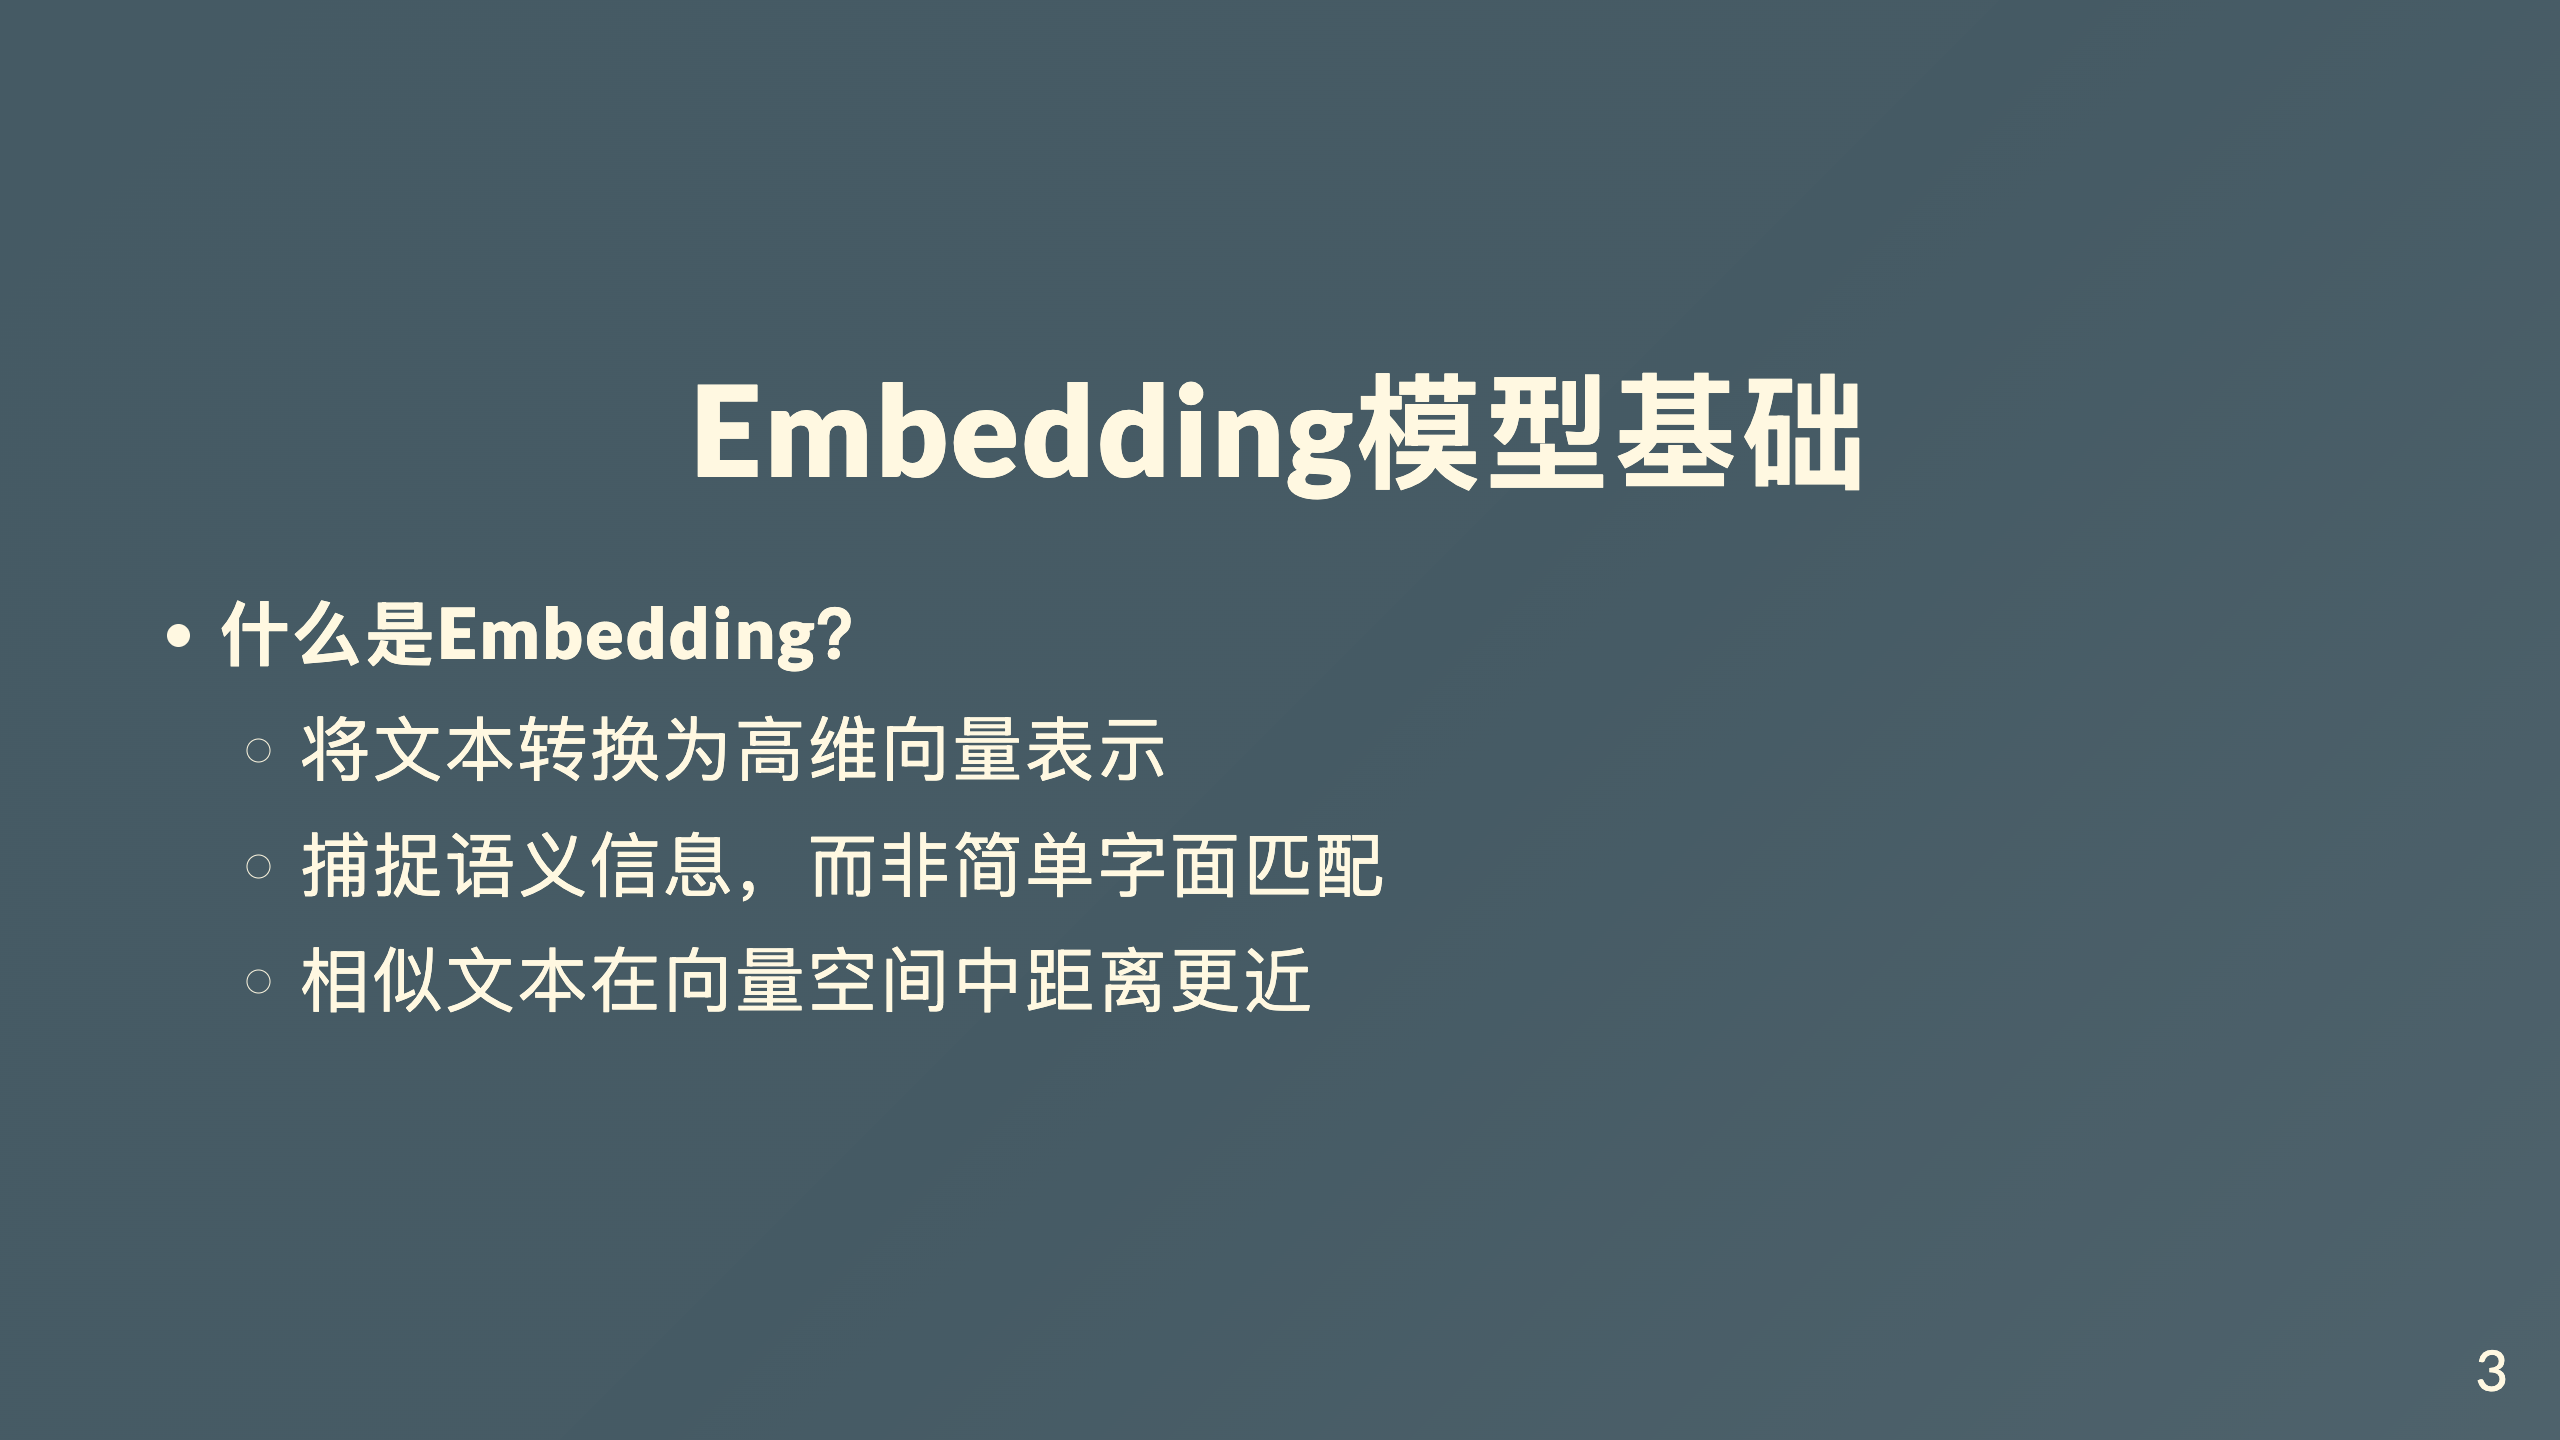 Embedding模型基础
• 什么是Embedding?
○ 将文本转换为高维向量表示
○ 捕捉语义信息，而非简单字面匹配
○ 相似文本在向量空间中距离更近
3